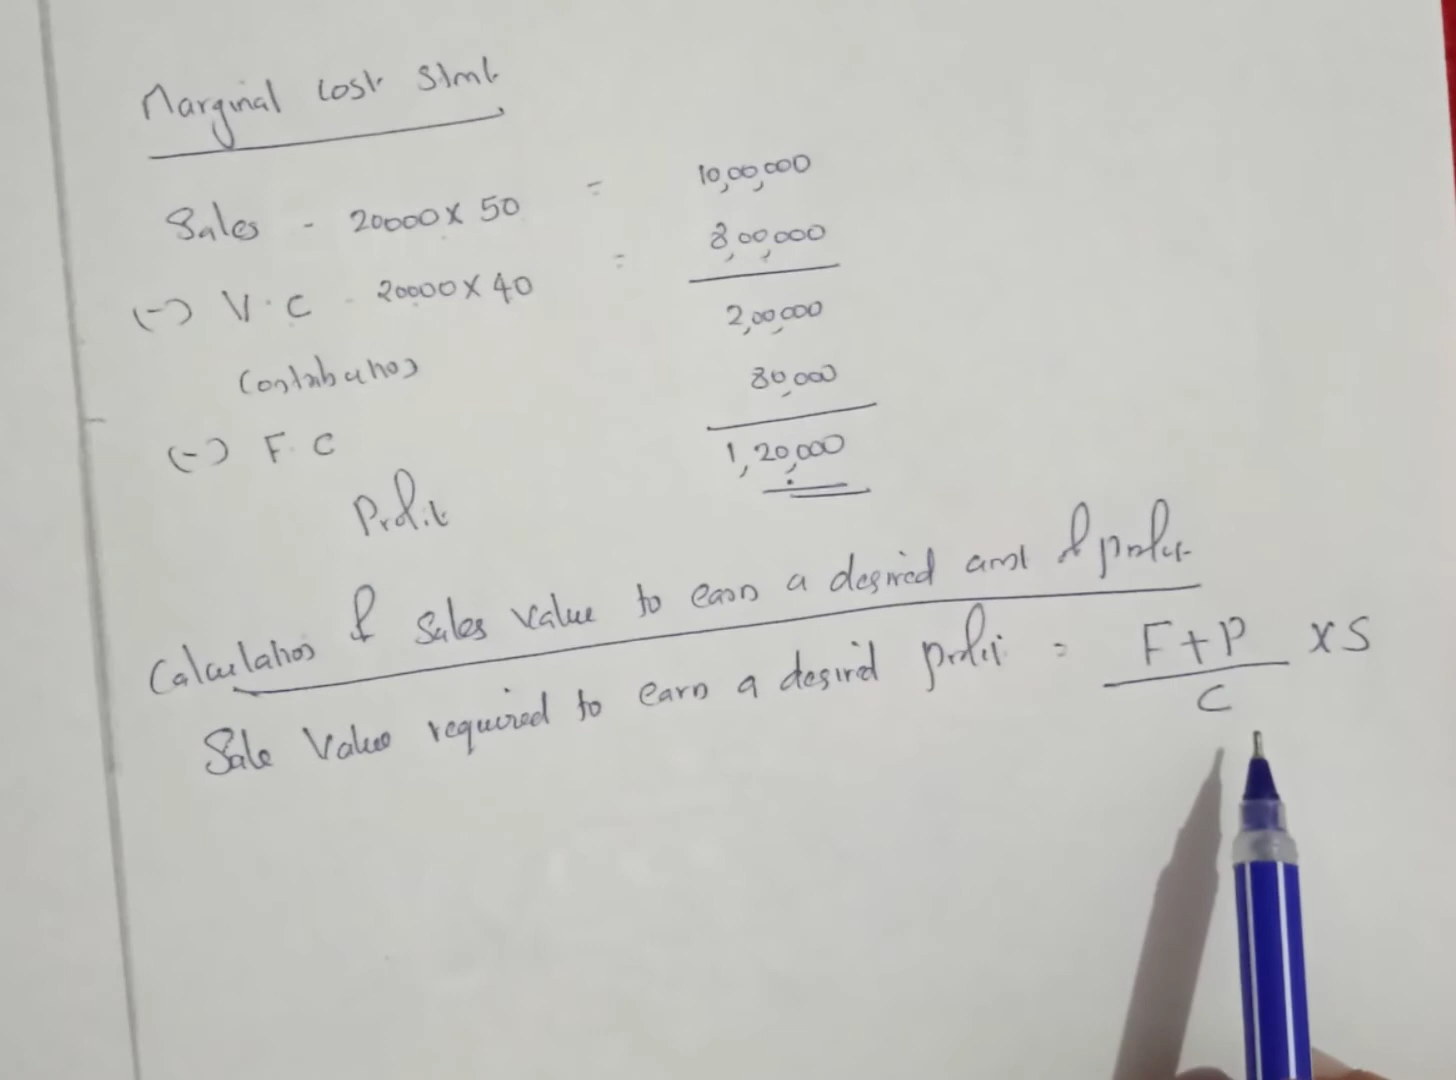 Marginal Cost Stmt
Sales - 20000 X 50 = 10,00,000
(-) V.C - 20000 X 40 = 8,00,000
Contribution 2,00,000
(-) F.C 80,000
Profit 1,20,000
Calculation of Sales value to earn a desired amt of profit
Sale Value required to earn a desired profit = F+P / C X S